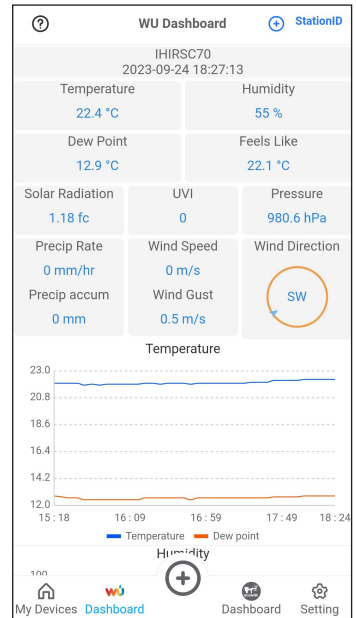 WU Dashboard
StationID
IHIRSC70
2023-09-24 18:27:13
Temperature
Humidity
22.4 °C
55 %
Dew Point
Feels Like
12.9 °C
22.1 °C
Solar Radiation
UVI
Pressure
1.18 fc
0
980.6 hPa
Precip Rate
Wind Speed
Wind Direction
0 mm/hr
0 m/s
SW
Precip accum
Wind Gust
0 mm
0.5 m/s
Temperature
23.0
20.8
18.6
16.4
14.2
12.0
15 : 18
16 : 09
16 : 59
17 : 49
18 : 24
Temperature
Dew point
Humidity
100
My Devices
Dashboard
Dashboard
Setting